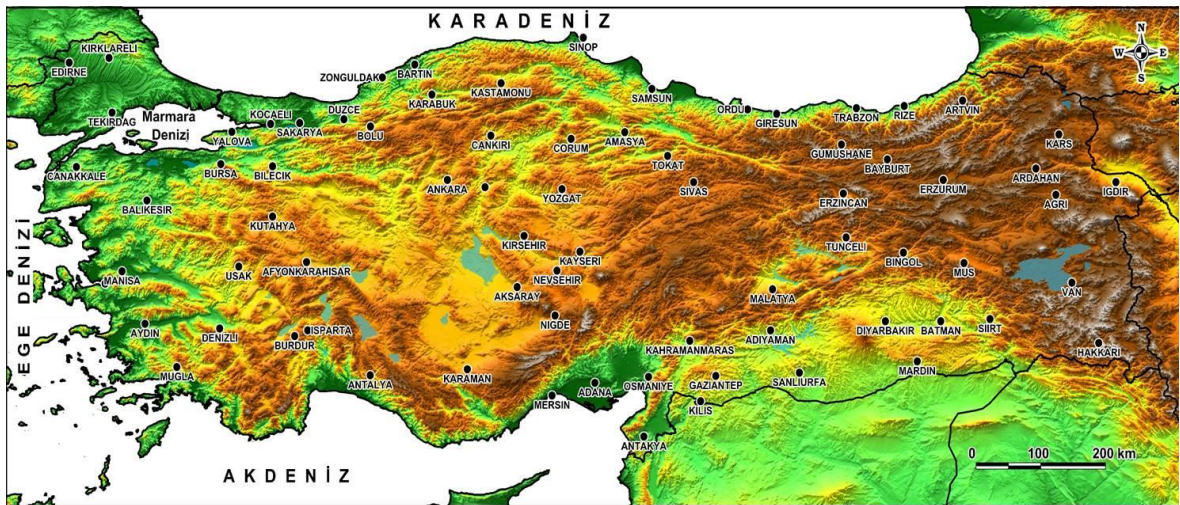 KARADENİZ
N
W E
S
SINOP
KIRKLARELI
EDIRNE
BARTIN
ZONGULDAK
KASTAMONU
KARABUK
SAMSUN
ORDU
GIRESUN
TRABZON
RIZE
ARTVIN
TEKIRDAG
Marmara
Denizi
KOCAELI
YALOVA
SAKARYA
DUZCE
BOLU
CANKIRI
CORUM
AMASYA
TOKAT
GUMUSHANE
BAYBURT
KARS
ARDAHAN
IGDIR
CANAKKALE
BURSA
BILECIK
ANKARA
YOZGAT
SIVAS
ERZINCAN
ERZURUM
AGRI
BALIKESIR
KUTAHYA
KIRSEHIR
KAYSERI
TUNCELI
BINGOL
MUS
VAN
EGE DENİZİ
MANISA
USAK
AFYONKARAHISAR
NEVSEHIR
AKSARAY
NIGDE
MALATYA
ADIYAMAN
DIYARBAKIR
BATMAN
SIIRT
HAKKARI
AYDIN
DENIZLI
ISPARTA
BURDUR
KAHRAMANMARAS
MUGLA
ANTALYA
KARAMAN
MERSIN
ADANA
OSMANIYE
GAZIANTEP
SANLIURFA
MARDIN
KILIS
ANTAKYA
AKDENİZ
0 100 200 km